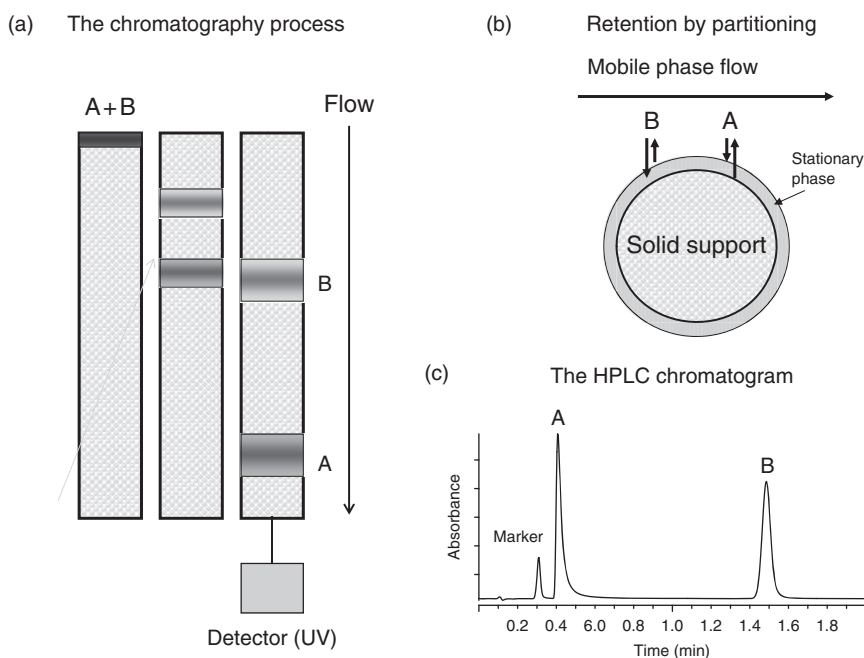 (a) The chromatography process
A + B
Flow
B
A
Detector (UV)
(b) Retention by partitioning
Mobile phase flow
B A
Stationary
phase
Solid support
(c) The HPLC chromatogram
A
B
Marker
Absorbance
0.2 0.4 6.0 0.8 1.0 1.2 1.4 1.6 1.8
Time (min)